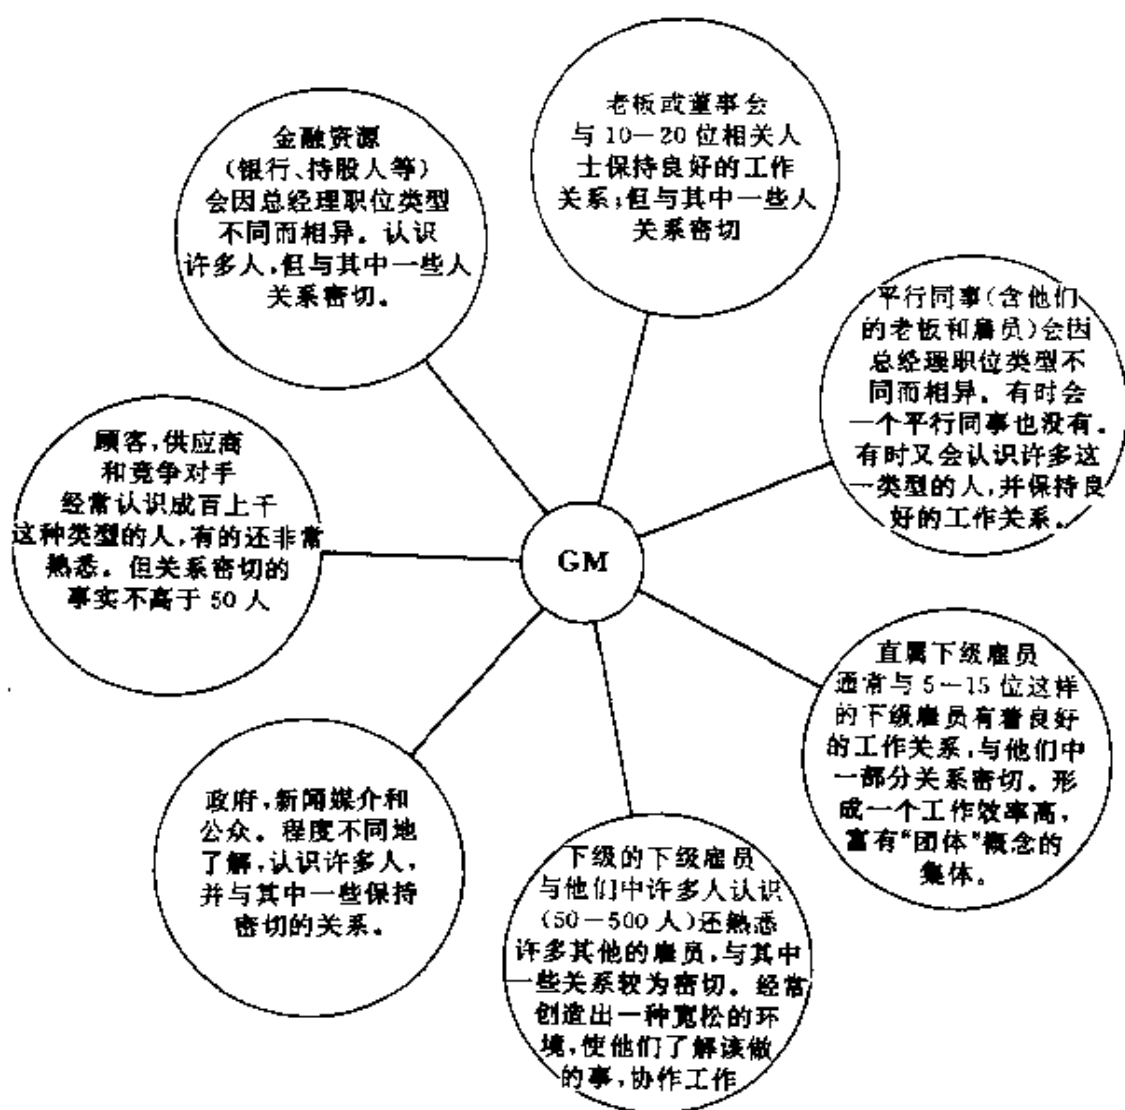 老板或董事会
与 10—20 位相关人
士保持良好的工作
关系;但与其中一些人
关系密切
金融资源
(银行、持股人等)
会因总经理职位类型
不同而相异。认识
许多人,但与其中一些人
关系密切。
平行同事(含他们
的老板和雇员)会因
总经理职位类型不
同而相异。有时会
一个平行同事也没有。
有时又会认识许多这
一类型的人,并保持良
好的工作关系。
顾客,供应商
和竞争对手
经常认识成百上千
这种类型的人,有的还非常
熟悉。但关系密切的
事实不高于 50 人
GM
直属下级雇员
通常与 5—15 位这样
的下级雇员有着良好
的工作关系,与他们中
一部分关系密切。形
成一个工作效率高,
富有“团体”概念的
集体。
政府,新闻媒介和
公众。程度不同地
了解,认识许多人,
并与其中一些保持
密切的关系。
下级的下级雇员
与他们中许多人认识
(50—500 人)还熟悉
许多其他的雇员,与其中
一些关系较为密切。经常
创造出一种宽松的环
境,使他们了解该做
的事,协作工作